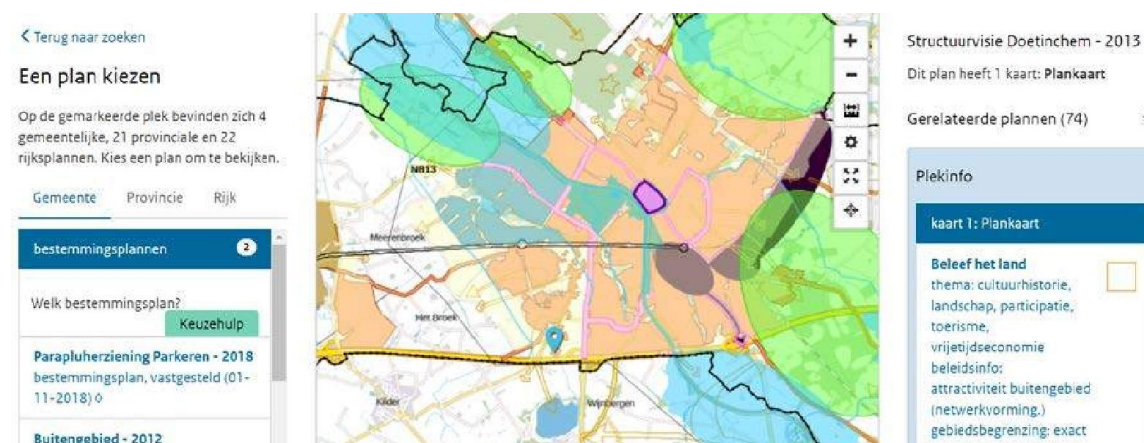 Terug naar zoeken
Een plan kiezen
Op de gemarkeerde plek bevinden zich 4
gemeentelijke, 21 provinciale en 22
rijksplannen. Kies een plan om te bekijken.
Gemeente Provincie Rijk
bestemmingsplannen 2
Welk bestemmingsplan?
Keuzehulp
Parapluherziening Parkeren - 2018
bestemmingsplan, vastgesteld (01-
11-2018)
Buitengebied - 2012
N813
Meerenbroek
Het Broek
Kilder
Wijnbergen
Structuurvisie Doetinchem - 2013
Dit plan heeft 1 kaart: Plankaart
Gerelateerde plannen (74)
Plekinfo
kaart 1: Plankaart
Beleef het land
thema: cultuurhistorie,
landschap, participatie,
toerisme,
vrijetijdseconomie
beleidsinfo:
attractiviteit buitengebied
(netwerkvorming,)
gebiedsbegrenzing: exact